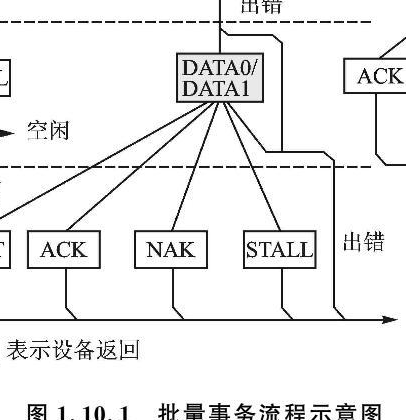 出错
DATA0/
DATA1
L
ACK
空闲
T
ACK
NAK
STALL
出错
表示设备返回
图 1.10.1 批量事务流程示意图